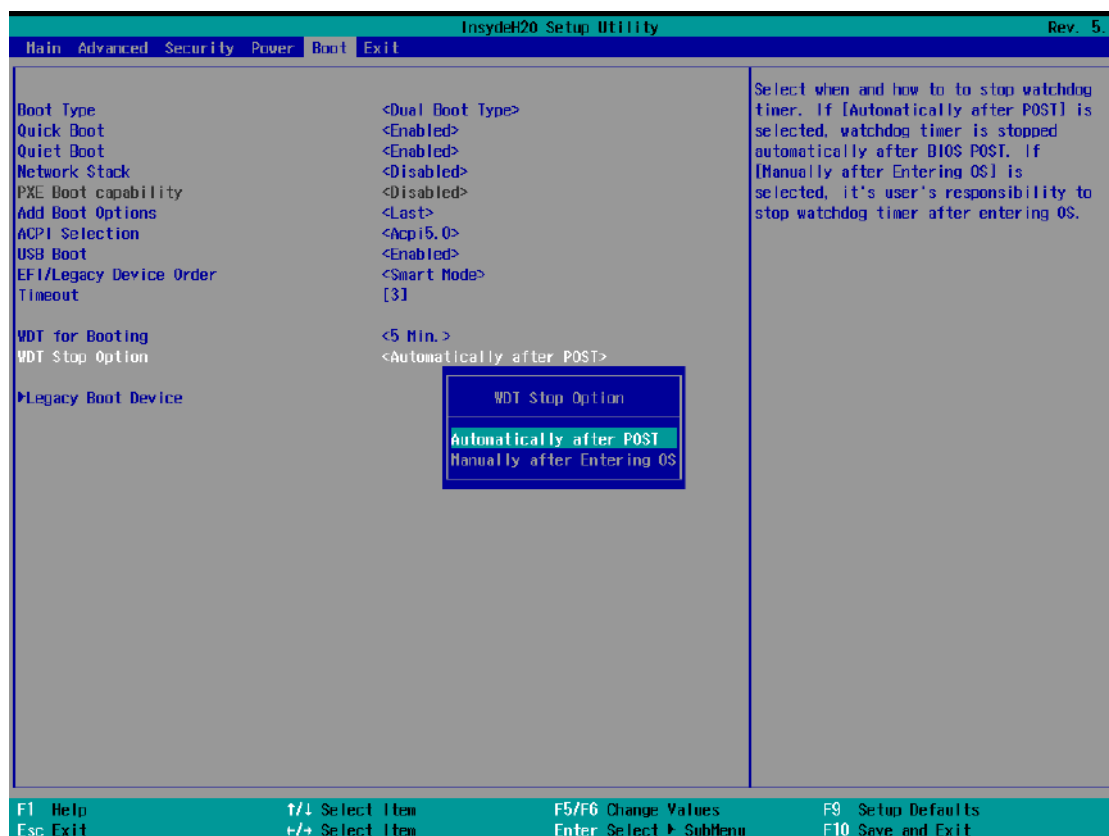 InsydeH20 Setup Utility Rev. 5.
Main Advanced Security Power Boot Exit
Boot Type <Dual Boot Type>
Quick Boot <Enabled>
Quiet Boot <Enabled>
Network Stack <Disabled>
PXE Boot capability <Disabled>
Add Boot Options <Last>
ACPI Selection <Acpi5.0>
USB Boot <Enabled>
EFI/Legacy Device Order <Smart Mode>
Timeout [3]
WDT for Booting <5 Min.>
WDT Stop Option <Automatically after POST>
▶Legacy Boot Device
WDT Stop Option
Automatically after POST
Manually after Entering OS
Select when and how to to stop watchdog
timer. If [Automatically after POST] is
selected, watchdog timer is stopped
automatically after BIOS POST. If
[Manually after Entering OS] is
selected, it's user's responsibility to
stop watchdog timer after entering OS.
F1 Help ↑/↓ Select Item F5/F6 Change Values F9 Setup Defaults
Esc Exit ←/→ Select Item Enter Select ▶ SubMenu F10 Save and Exit